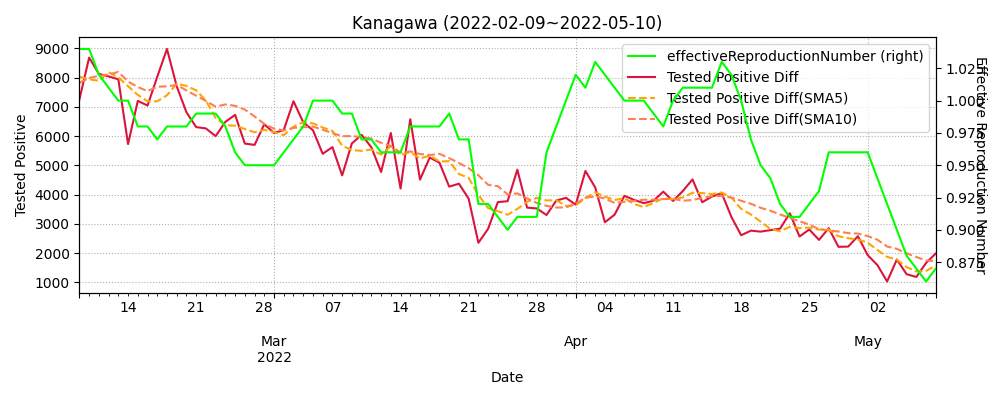 Kanagawa (2022-02-09~2022-05-10)
effectiveReproductionNumber (right)
Tested Positive Diff
Tested Positive Diff(SMA5)
Tested Positive Diff(SMA10)
9000
8000
7000
6000
5000
4000
3000
2000
1000
Tested Positive
1.025
1.000
0.975
0.950
0.925
0.900
0.875
Effective Reproduction Number
14 21 28 07 14 21 28 04 11 18 25 02
Mar Apr May
2022
Date